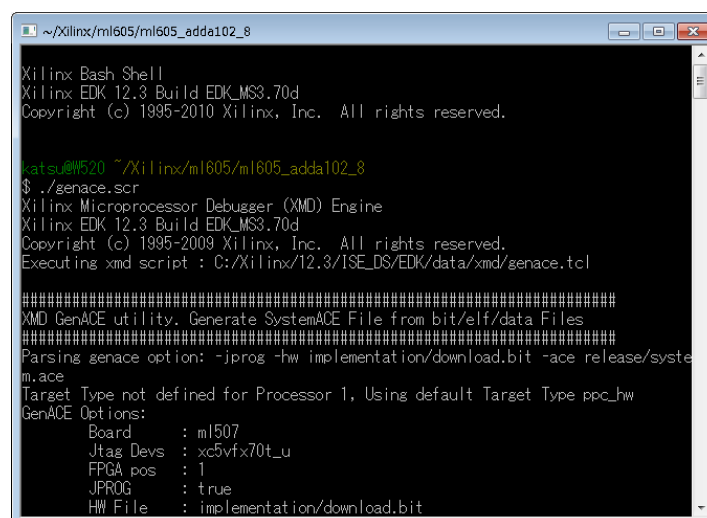 ~/Xilinx/ml605/ml605_adda102_8
Xilinx Bash Shell
Xilinx EDK 12.3 Build EDK_MS3.70d
Copyright (c) 1995-2010 Xilinx, Inc.  All rights reserved.
katsu@W520 ~/Xilinx/ml605/ml605_adda102_8
$ ./genace.scr
Xilinx Microprocessor Debugger (XMD) Engine
Xilinx EDK 12.3 Build EDK_MS3.70d
Copyright (c) 1995-2009 Xilinx, Inc.  All rights reserved.
Executing xmd script : C:/Xilinx/12.3/ISE_DS/EDK/data/xmd/genace.tcl
#######################################################################
XMD GenACE utility. Generate SystemACE File from bit/elf/data Files
#######################################################################
Parsing genace option: -jprog -hw implementation/download.bit -ace release/syste
m.ace
Target Type not defined for Processor 1, Using default Target Type ppc_hw
GenACE Options:
        Board      : ml507
        Jtag Devs  : xc5vfx70t_u
        FPGA pos   : 1
        JPROG      : true
        HW File    : implementation/download.bit